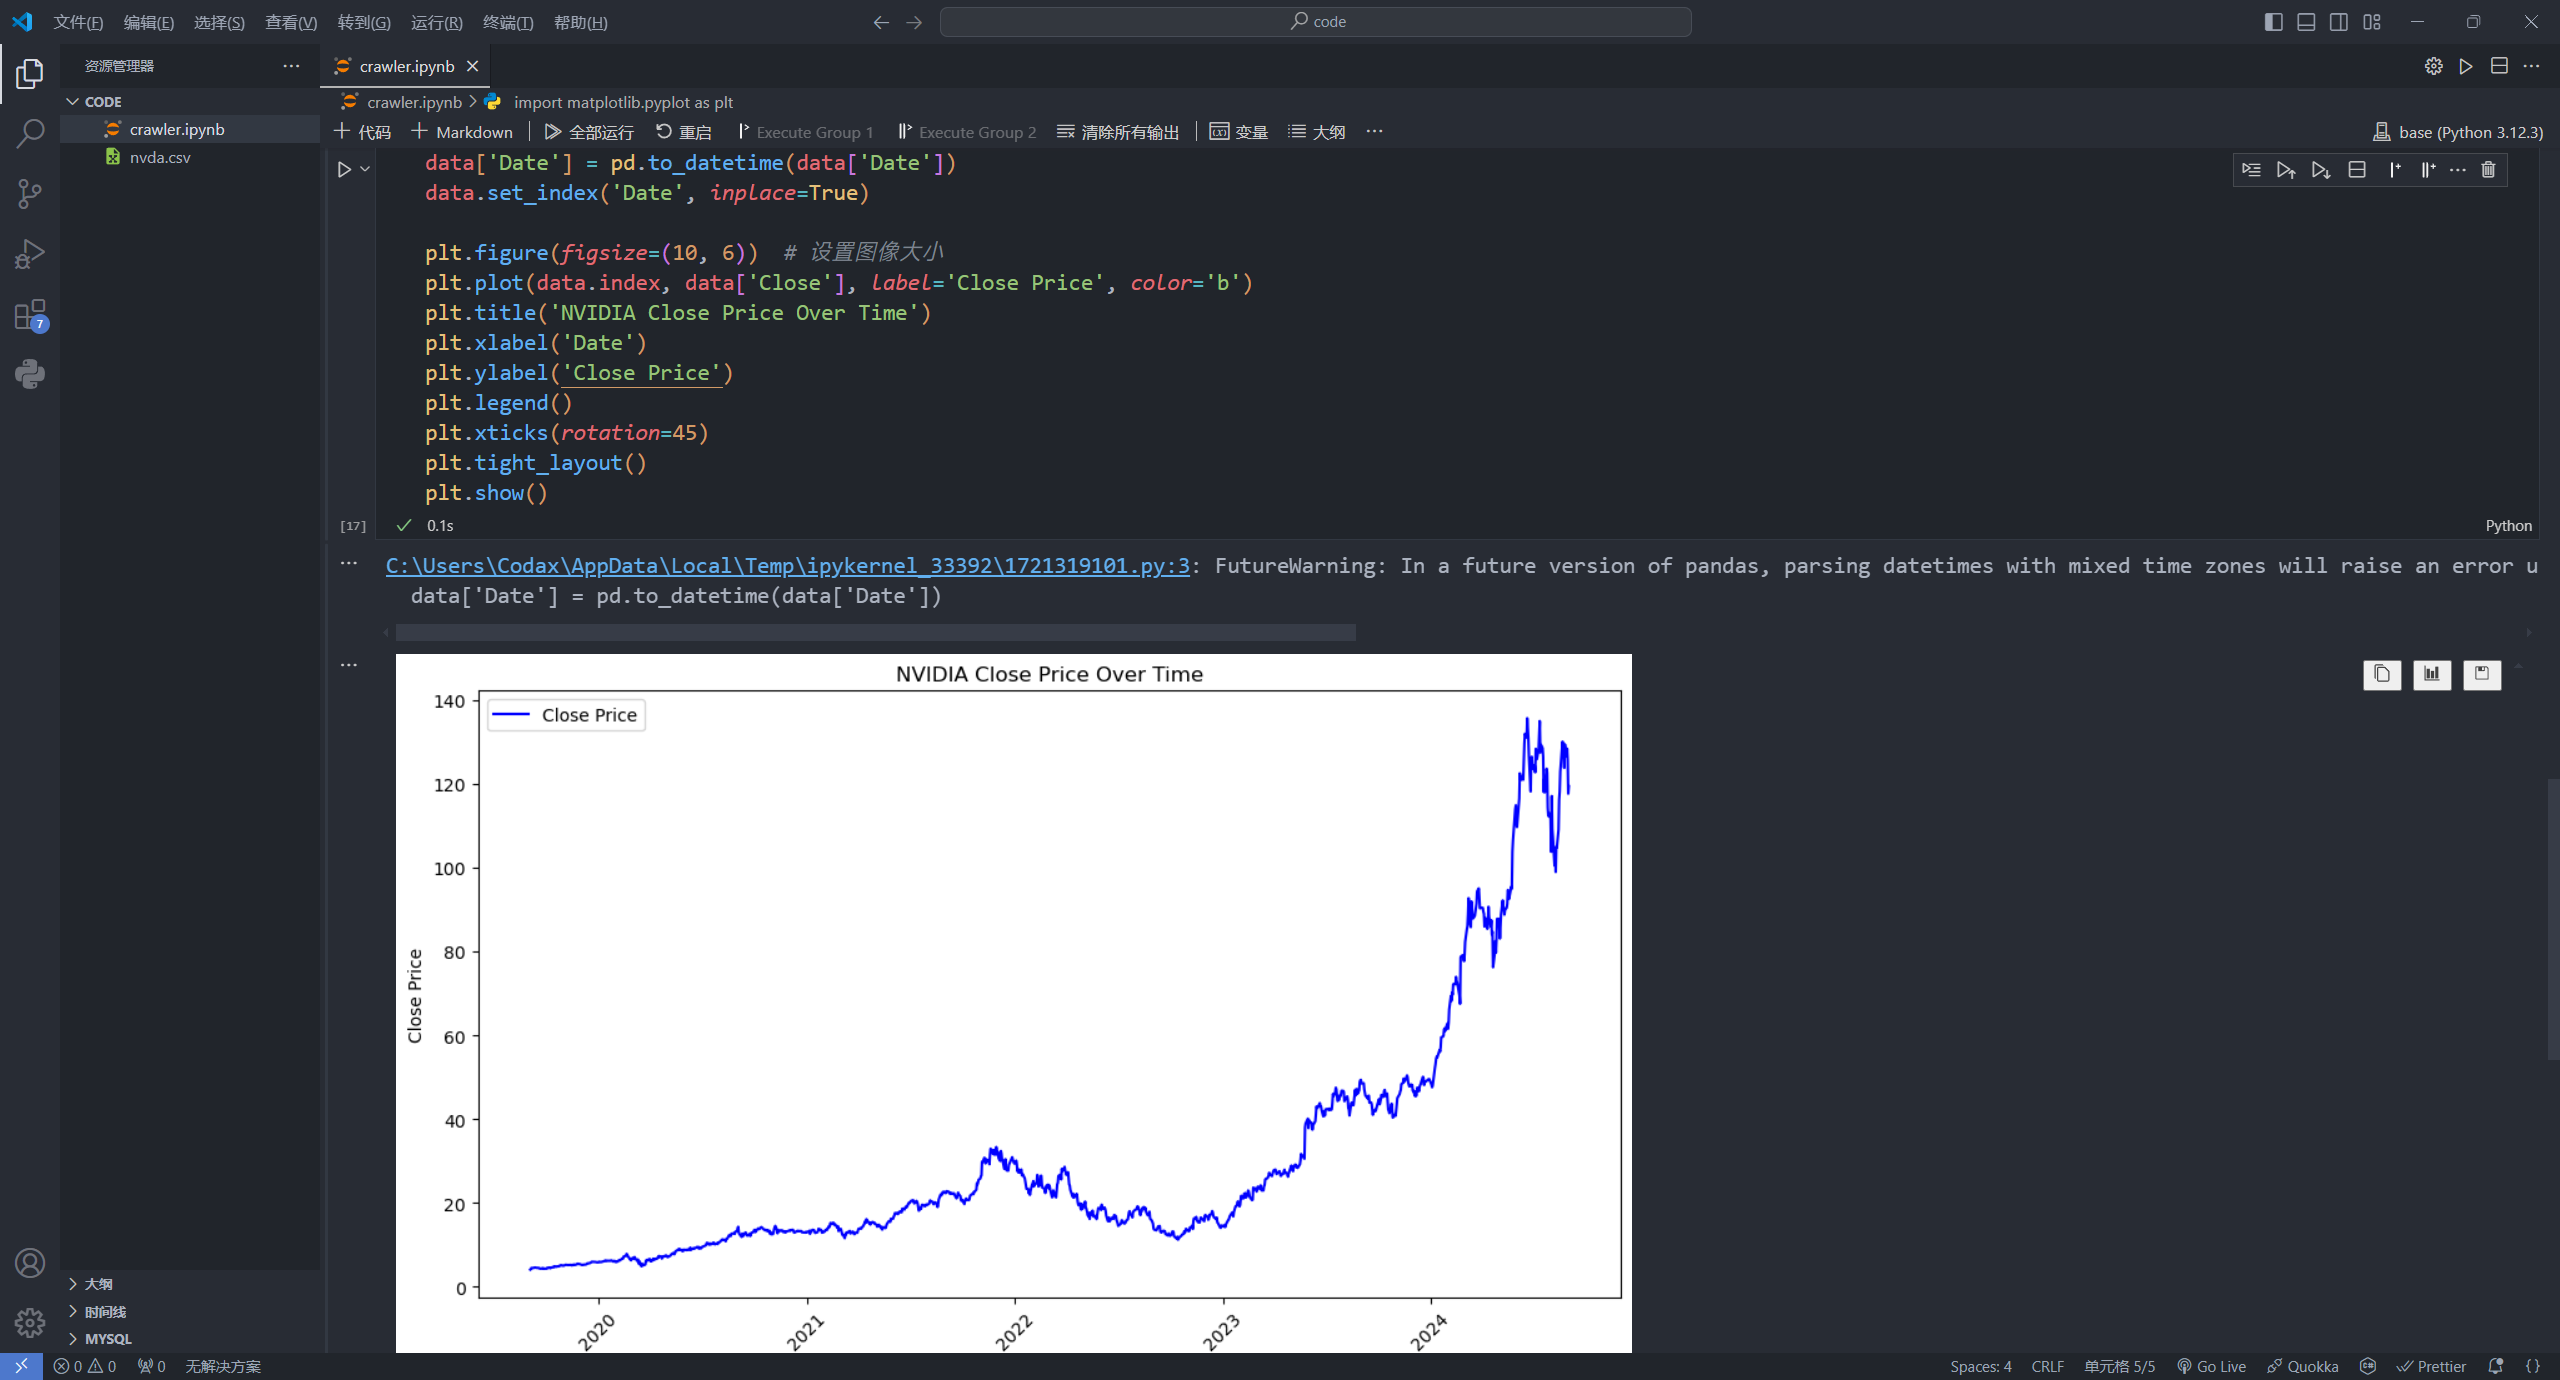 文件(F) 编辑(E) 选择(S) 查看(V) 转到(G) 运行(R) 终端(T) 帮助(H) code
资源管理器
CODE
crawler.ipynb
nvda.csv
大纲
时间线
MYSQL
crawler.ipynb
crawler.ipynb > import matplotlib.pyplot as plt
代码 Markdown 全部运行 重启 Execute Group 1 Execute Group 2 清除所有输出 变量 大纲 base (Python 3.12.3)
data['Date'] = pd.to_datetime(data['Date'])
data.set_index('Date', inplace=True)
plt.figure(figsize=(10, 6))  # 设置图像大小
plt.plot(data.index, data['Close'], label='Close Price', color='b')
plt.title('NVIDIA Close Price Over Time')
plt.xlabel('Date')
plt.ylabel('Close Price')
plt.legend()
plt.xticks(rotation=45)
plt.tight_layout()
plt.show()
[17] 0.1s Python
C:\Users\Codax\AppData\Local\Temp\ipykernel_33392\1721319101.py:3: FutureWarning: In a future version of pandas, parsing datetimes with mixed time zones will raise an error u
data['Date'] = pd.to_datetime(data['Date'])
NVIDIA Close Price Over Time
Close Price
140
120
100
80
60
40
20
0
Close Price
2020 2021 2022 2023 2024
7
0 0 0 无解决方案 Spaces: 4 CRLF 单元格 5/5 Go Live Quokka Prettier